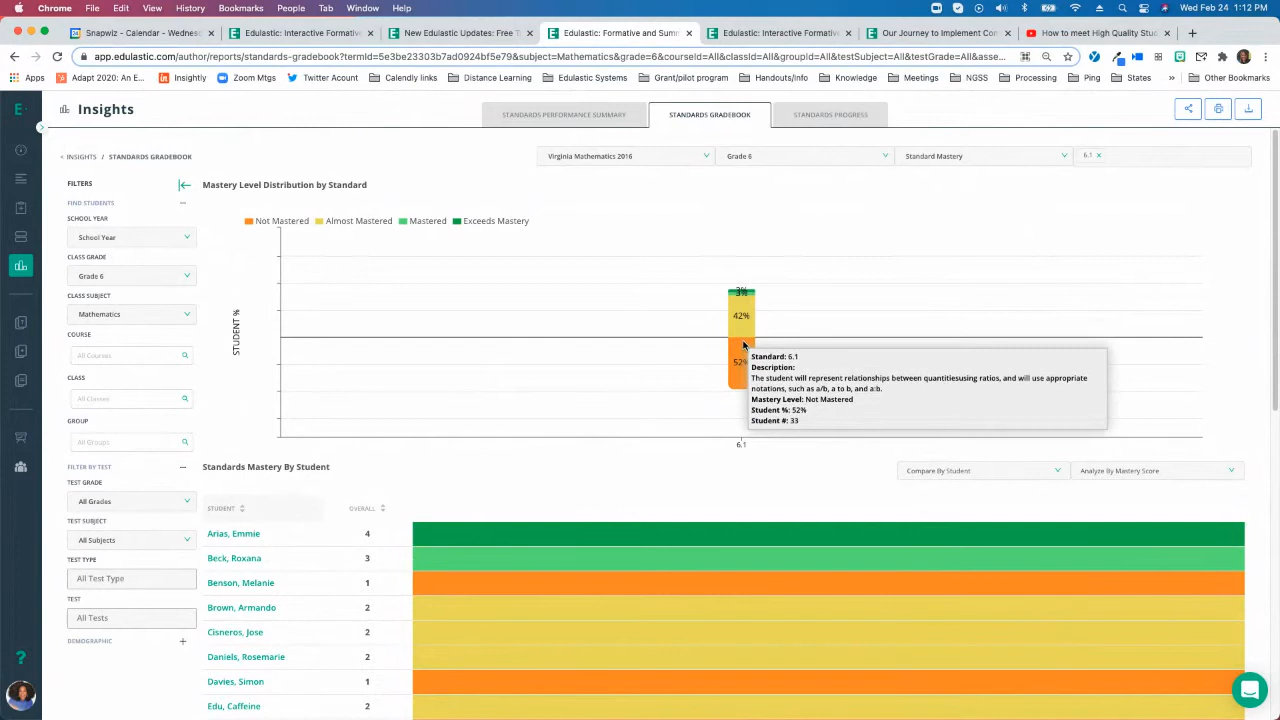 Chrome File Edit View History Bookmarks People Tab Window Help
Wed Feb 24 1:12 PM
Snapwiz - Calendar - Wednes
Edulastic: Interactive Formative
New Edulastic Updates: Free T
Edulastic: Formative and Summ
Edulastic: Interactive Formative
Our Journey to Implement Co
How to meet High Quality Stud
app.edulastic.com/author/reports/standards-gradebook?termId=5e3be23703b7ad0924bf5e79&subject=Mathematics&grade=6&courseId=All&classId=All&groupId=All&testSubject=All&testGrade=All&asse...
Apps
Adapt 2020: An E...
Insightly
Zoom Mtgs
Twitter Acount
Calendly links
Distance Learning
Edulastic Systems
Grant/pilot propo...
Handouts/Info
Knowledge
Meetings
NGSS
Processing
Ping
States
»
Other Bookmarks
E
Insights
STANDARDS PERFORMANCE SUMMARY
STANDARDS GRADEBOOK
STANDARDS PROGRESS
< INSIGHTS / STANDARDS GRADEBOOK
Virginia Mathematics 2016
Grade 6
Standard Mastery
6.1 ×
FILTERS
FIND STUDENTS
SCHOOL YEAR
School Year
CLASS GRADE
Grade 6
CLASS SUBJECT
Mathematics
COURSE
All Courses
CLASS
All Classes
GROUP
All Groups
FILTER BY TEST
TEST GRADE
All Grades
TEST SUBJECT
All Subjects
TEST TYPE
All Test Type
TEST
All Tests
DEMOGRAPHIC
?
Mastery Level Distribution by Standard
Not Mastered Almost Mastered Mastered Exceeds Mastery
STUDENT %
3%
3%
42%
52%
6.1
Standard: 6.1
Description:
The student will represent relationships between quantitiesusing ratios, and will use appropriate
notations, such as a/b, a to b, and a:b.
Mastery Level: Not Mastered
Student %: 52%
Student #: 33
Standards Mastery By Student
Compare By Student
Analyze By Mastery Score
STUDENT OVERALL
Arias, Emmie 4
Beck, Roxana 3
Benson, Melanie 1
Brown, Armando 2
Cisneros, Jose 2
Daniels, Rosemarie 2
Davies, Simon 1
Edu, Caffeine 2